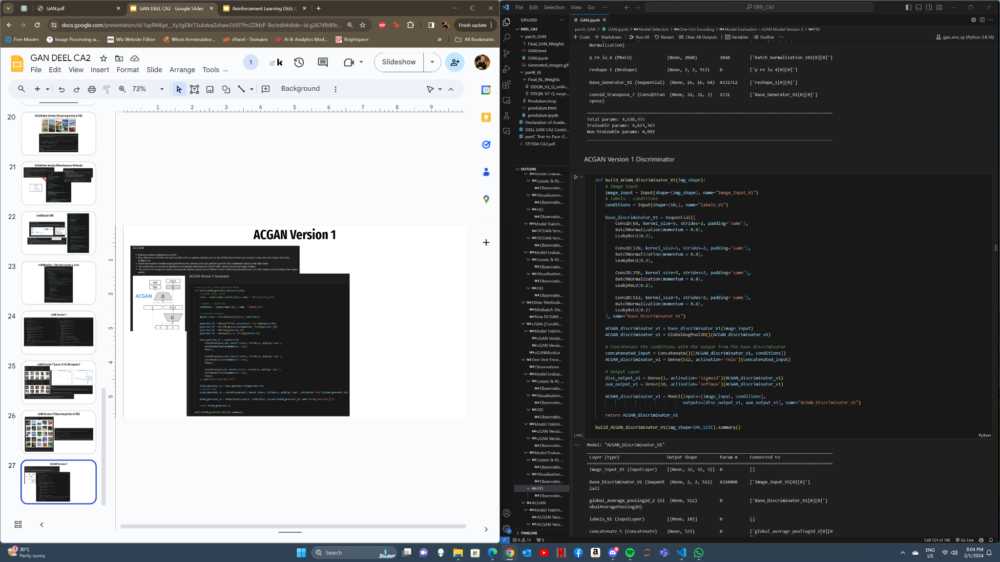 GAN.pdf
GAN DEEL CA2 - Google Slides
Reinforcement Learning DEEL C
docs.google.com/presentation/d/1xpRM6pt__Xy3gEBx73ukdeaZxhaw3VJ07fm2ZMzP-Bo/edit#slide=id.g2674fb89c...
Finish update
Free Movies
Image Processing w...
Wix Website Editor
Whois firesimulator...
cPanel - Domains
AI & Analytics Mod...
Brightspace
All Bookmarks
GAN DEEL CA2
File Edit View Insert Format Slide Arrange Tools ...
1
Slideshow
73%
Background
1 2 3 4 5 6 7 8 9
20
DCGAN New Version (Visual Inspection & FID)
21
DCGAN New Version (Miscellaneous Methods)
22
Conditional GAN
23
cGANMonitor + One Hot Encode y_train
24
cGAN Version 1
25
cGAN Version 1 (Losses & KL Divergence)
26
cGAN Version 1 (Visual Inspection & FID)
27
ACGAN Version 1
ACGAN Version 1
ACGAN
Follows a similar architecture to a cGAN
ACGAN Version 1 Generator
real
fake
class
ACGAN
D
G
30°C
Partly sunny
Search
File Edit Selection View Go ...
DEEL_CA2
EXPLORER
DEEL_CA2
partA_GAN
Final_GAN_Weights
GAN.html
GAN.ipynb
Generated_Images.gif
partB_RL
Final_RL_Weights
DDQN_V2_Q_onlin...
DDQN_V2_Q_targe...
Pendulum.bmp
pendulum.html
pendulum.ipynb
Declaration of Acade...
DEEL GAN CA2 Contri...
partC_Text-to-Face_G...
ST1504 CA2.pdf
OUTLINE
Model Evalua...
Losses & KL ...
Observatio...
Visualisation...
Observatio...
FID
Observatio...
Model Trainin...
DCGAN Vers...
DCGAN Vers...
Observatio...
Model Evalua...
Losses & KL ...
Observatio...
Visualisation...
Observatio...
FID
Observatio...
Other Methods...
Minibatch Dis...
New DCGAN ...
cGAN (Conditi...
Model Trainin...
cGAN Versio...
cGAN Versio...
cGANMonitor
One-Hot Enco...
Observations
Model Evalua...
Losses & KL ...
Observatio...
Visualisation...
Observatio...
FID
Observatio...
Model Trainin...
cGAN Versio...
cGAN Versio...
Observatio...
Model Evalua...
Losses & KL ...
Observatio...
Visualisation...
Observatio...
FID
Observatio...
ACGAN
Model Trainin...
ACGAN Vers...
ACGAN Vers...
TIMELINE
GAN.ipynb
partA_GAN > GAN.ipynb > Model Selection > One-Hot Encoding > Model Evaluation - cGAN Model Version 2 > FID
+ Code + Markdown Run All Restart Clear All Outputs Variables Outline ...
gpu_env_sp (Python 3.8.18)
Normalization)
p_re_lu_4 (PReLU) (None, 2048) 2048 ['batch_normalization_102[0][0]']
reshape_1 (Reshape) (None, 2, 2, 512) 0 ['p_re_lu_4[0][0]']
Base_Generator_V1 (Sequential) (None, 16, 16, 64) 4331712 ['reshape_1[0][0]']
conv2d_transpose_7 (Conv2DTran (None, 32, 32, 3) 1731 ['Base_Generator_V1[0][0]']
spose)
Total params: 4,628,355
Trainable params: 4,623,363
Non-trainable params: 4,992
ACGAN Version 1 Discriminator
def build_ACGAN_discriminator_V1(img_shape):
# image input
image_input = Input(shape=(img_shape), name="Image_Input_V1")
# labels - conditions
conditions = Input(shape=(10,), name="labels_V1")
base_discriminator_V1 = Sequential([
Conv2D(64, kernel_size=5, strides=2, padding='same'),
BatchNormalization(momentum = 0.8),
LeakyReLU(0.2),
Conv2D(128, kernel_size=5, strides=2, padding='same'),
BatchNormalization(momentum = 0.8),
LeakyReLU(0.2),
Conv2D(256, kernel_size=5, strides=2, padding='same'),
BatchNormalization(momentum = 0.8),
LeakyReLU(0.2),
Conv2D(512, kernel_size=5, strides=2, padding='same'),
BatchNormalization(momentum = 0.8),
LeakyReLU(0.2)
], name="Base_Discriminator_V1")
ACGAN_discriminator_v1 = base_discriminator_V1(image_input)
ACGAN_discriminator_v1 = GlobalAvgPool2D()(ACGAN_discriminator_v1)
# Concatenate the conditions with the output from the base discriminator
concatenated_input = Concatenate()([ACGAN_discriminator_v1, conditions])
ACGAN_discriminator_v1 = Dense(512, activation='relu')(concatenated_input)
# Output Layer
disc_output_v1 = Dense(1, activation='sigmoid')(ACGAN_discriminator_v1)
aux_output_v1 = Dense(10, activation='softmax')(ACGAN_discriminator_v1)
ACGAN_discriminator_v1 = Model(inputs=[image_input, conditions],
outputs=[disc_output_v1, aux_output_v1], name="ACGAN_Discriminator_V1")
return ACGAN_discriminator_v1
build_ACGAN_discriminator_V1(img_shape=IMG_SIZE).summary()
[198]
Python
Model: "ACGAN_Discriminator_V1"
Layer (type) Output Shape Param # Connected to
Image_Input_V1 (InputLayer) [(None, 32, 32, 3)] 0 []
Base_Discriminator_V1 (Sequent (None, 2, 2, 512) 4310400 ['Image_Input_V1[0][0]']
ial)
global_average_pooling2d_2 (Gl (None, 512) 0 ['Base_Discriminator_V1[0][0]']
obalAveragePooling2D)
labels_V1 (InputLayer) [(None, 10)] 0 []
concatenate_5 (Concatenate) (None, 522) 0 ['global_average_pooling2d_2[0][0
0 11 0
Cell 124 of 198 Go Live
ENG
US
8:04 PM
2/1/2024